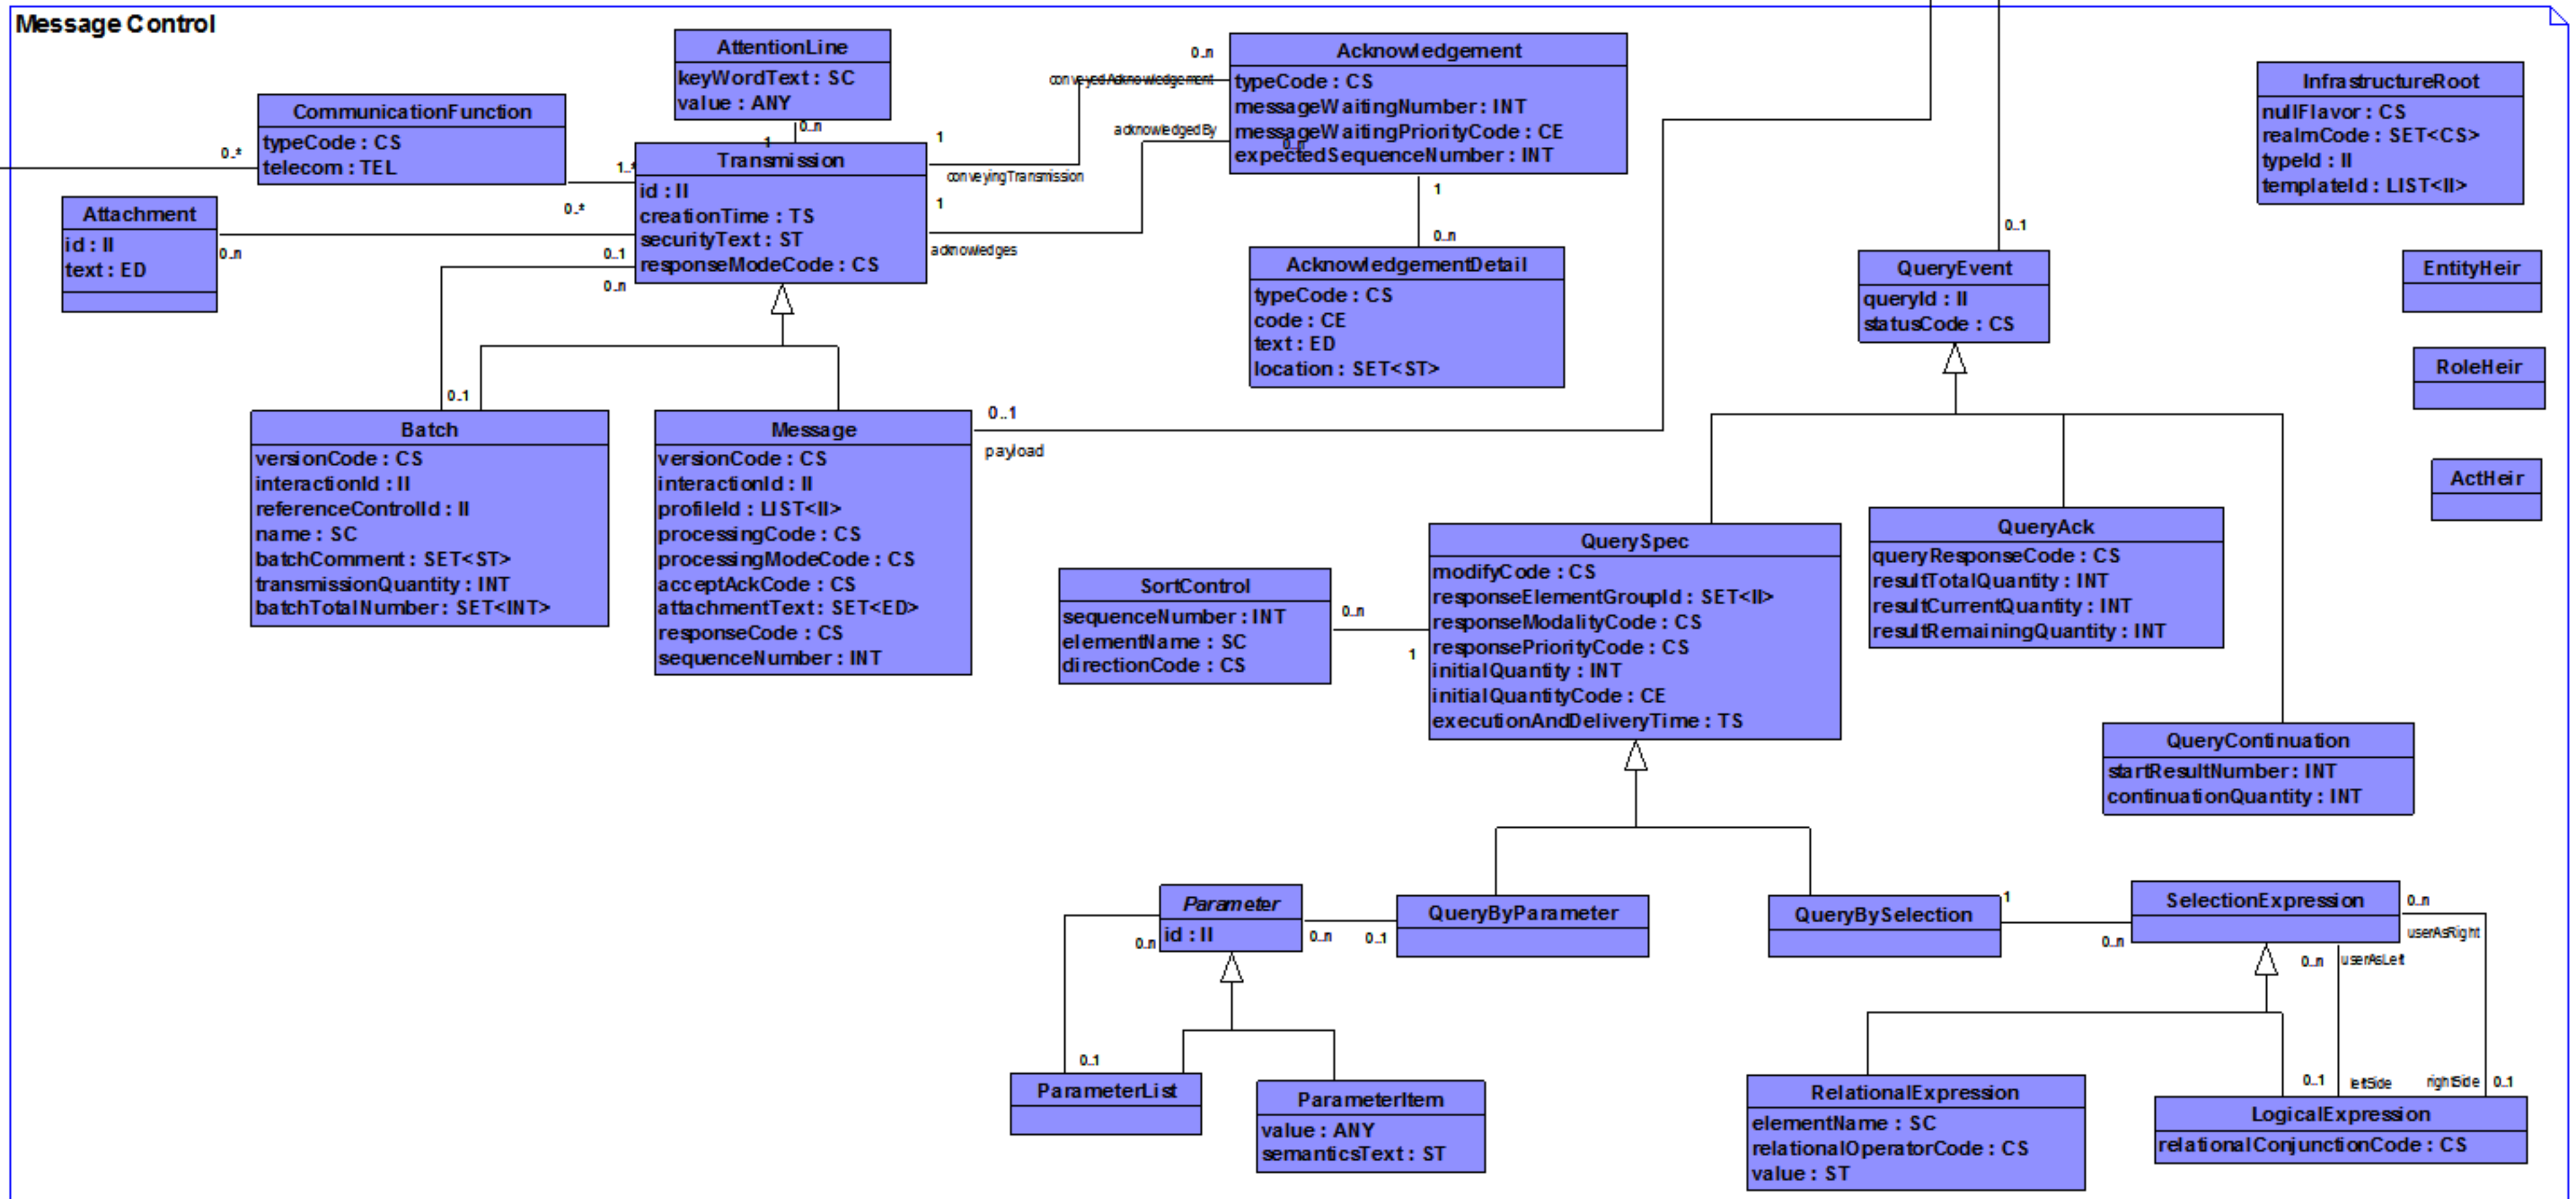 Message Control
AttentionLine
keyWordText : SC
value : ANY
0..n
1
CommunicationFunction
typeCode : CS
telecom : TEL
0..*
1..*
0..*
Attachment
id : II
text : ED
0..n
Transmission
id : II
creationTime : TS
securityText : ST
responseModeCode : CS
0..1
0..n
1
conveyingTransmission
1
acknowledges
0..n
conveyedAcknowledgement
acknowledgedBy
0..n
Acknowledgement
typeCode : CS
messageWaitingNumber : INT
messageWaitingPriorityCode : CE
expectedSequenceNumber : INT
1
0..n
AcknowledgementDetail
typeCode : CS
code : CE
text : ED
location : SET<ST>
InfrastructureRoot
nullFlavor : CS
realmCode : SET<CS>
typeId : II
templateId : LIST<II>
0..1
QueryEvent
queryId : II
statusCode : CS
EntityHeir
RoleHeir
ActHeir
0..1
Batch
versionCode : CS
interactionId : II
referenceControlId : II
name : SC
batchComment : SET<ST>
transmissionQuantity : INT
batchTotalNumber : SET<INT>
Message
versionCode : CS
interactionId : II
profileId : LIST<II>
processingCode : CS
processingModeCode : CS
acceptAckCode : CS
attachmentText : SET<ED>
responseCode : CS
sequenceNumber : INT
0..1
payload
SortControl
sequenceNumber : INT
elementName : SC
directionCode : CS
0..n
1
QuerySpec
modifyCode : CS
responseElementGroupId : SET<II>
responseModalityCode : CS
responsePriorityCode : CS
initialQuantity : INT
initialQuantityCode : CE
executionAndDeliveryTime : TS
QueryAck
queryResponseCode : CS
resultTotalQuantity : INT
resultCurrentQuantity : INT
resultRemainingQuantity : INT
QueryContinuation
startResultNumber : INT
continuationQuantity : INT
Parameter
id : II
0..n
0..n
0..1
QueryByParameter
QueryBySelection
1
0..n
SelectionExpression
0..n
userAsRight
0..n
userAsLeft
0..1
ParameterList
ParameterItem
value : ANY
semanticsText : ST
RelationalExpression
elementName : SC
relationalOperatorCode : CS
value : ST
0..1
leftSide
rightSide
0..1
LogicalExpression
relationalConjunctionCode : CS